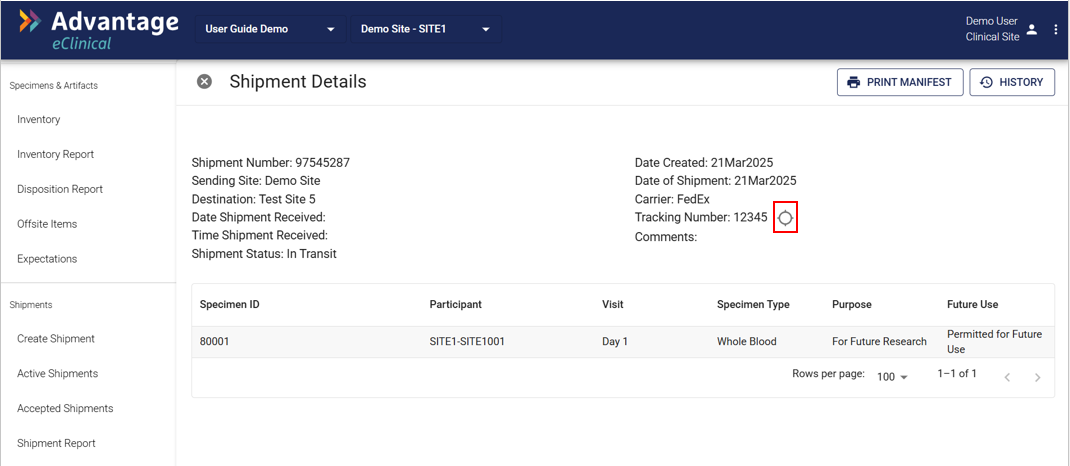 Advantage
eClinical
User Guide Demo
Demo Site - SITE1
Demo User
Clinical Site
Specimens & Artifacts
Inventory
Inventory Report
Disposition Report
Offsite Items
Expectations
Shipments
Create Shipment
Active Shipments
Accepted Shipments
Shipment Report
Shipment Details
PRINT MANIFEST
HISTORY
Shipment Number: 97545287
Sending Site: Demo Site
Destination: Test Site 5
Date Shipment Received:
Time Shipment Received:
Shipment Status: In Transit
Date Created: 21Mar2025
Date of Shipment: 21Mar2025
Carrier: FedEx
Tracking Number: 12345
Comments:
Specimen ID Participant Visit Specimen Type Purpose Future Use
80001 SITE1-SITE1001 Day 1 Whole Blood For Future Research Permitted for Future
Use
Rows per page: 100 1–1 of 1